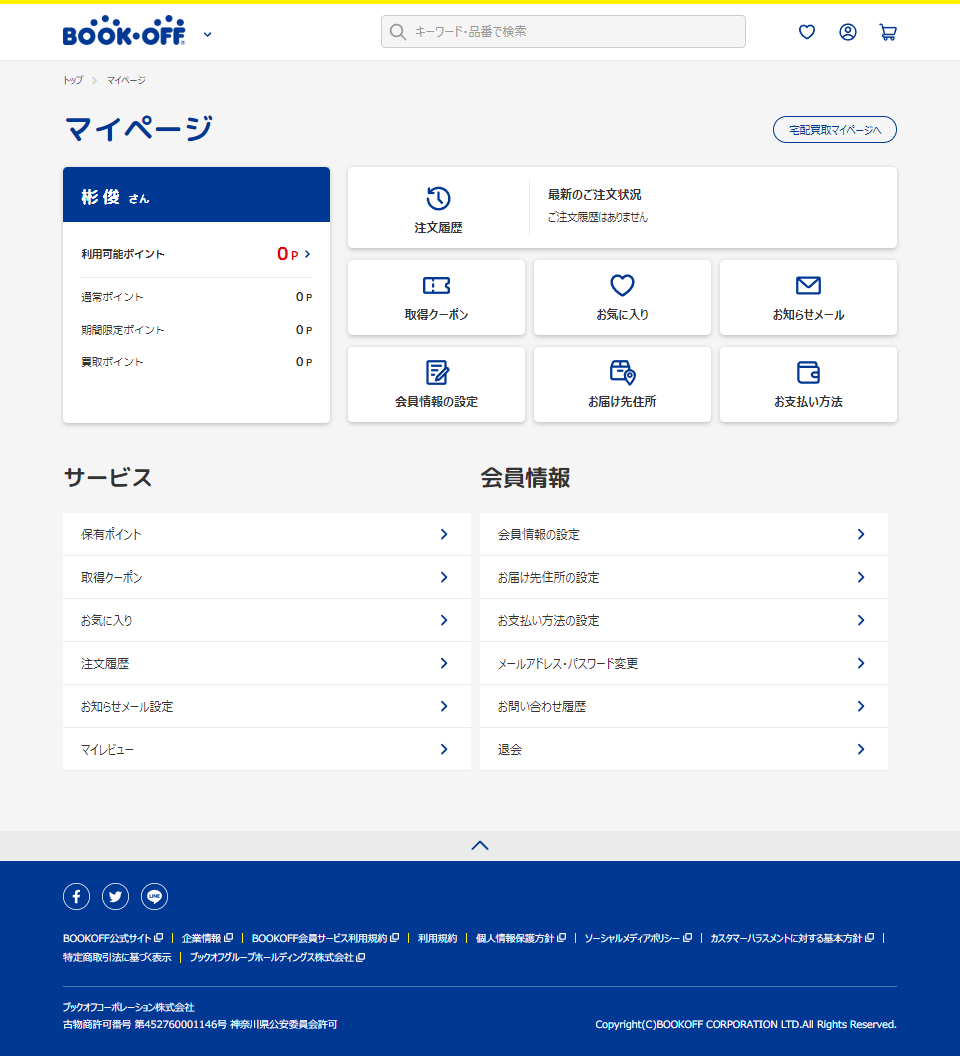 BOOK・OFF
キーワード・品番で検索
トップ > マイページ
マイページ
宅配買取マイページへ
彬 俊 さん
利用可能ポイント 0 P
通常ポイント 0 P
期間限定ポイント 0 P
買取ポイント 0 P
注文履歴
最新のご注文状況
ご注文履歴はありません
取得クーポン
お気に入り
お知らせメール
会員情報の設定
お届け先住所
お支払い方法
サービス
保有ポイント
取得クーポン
お気に入り
注文履歴
お知らせメール設定
マイレビュー
会員情報
会員情報の設定
お届け先住所の設定
お支払い方法の設定
メールアドレス・パスワード変更
お問い合わせ履歴
退会
LINE
BOOKOFF公式サイト | 企業情報 | BOOKOFF会員サービス利用規約 | 利用規約 | 個人情報保護方針 | ソーシャルメディアポリシー | カスタマーハラスメントに対する基本方針 |
特定商取引法に基づく表示 | ブックオフグループホールディングス株式会社
ブックオフコーポレーション株式会社
古物商許可番号 第452760001146号 神奈川県公安委員会許可
Copyright(C)BOOKOFF CORPORATION LTD.All Rights Reserved.